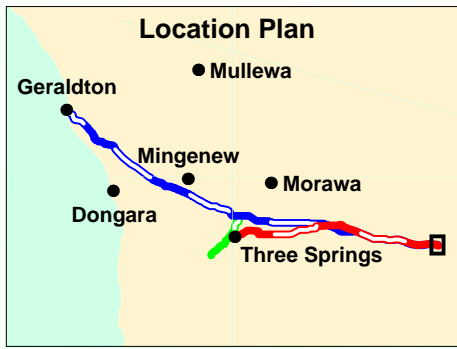 Location Plan
Mullewa
Geraldton
Mingenew
Morawa
Dongara
Three Springs